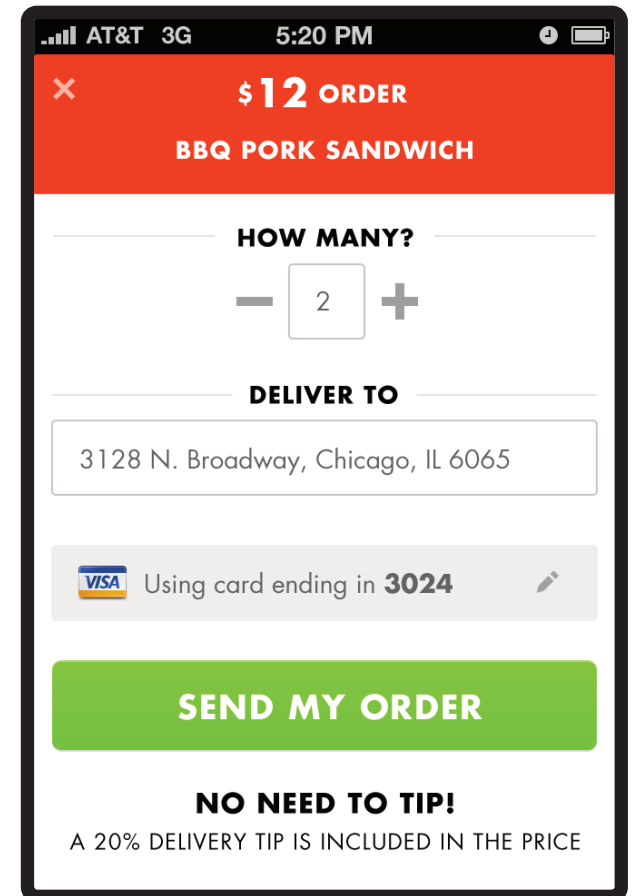 AT&T 3G 5:20 PM
$12 ORDER
BBQ PORK SANDWICH
HOW MANY?
2
DELIVER TO
3128 N. Broadway, Chicago, IL 6065
VISA Using card ending in 3024
SEND MY ORDER
NO NEED TO TIP!
A 20% DELIVERY TIP IS INCLUDED IN THE PRICE